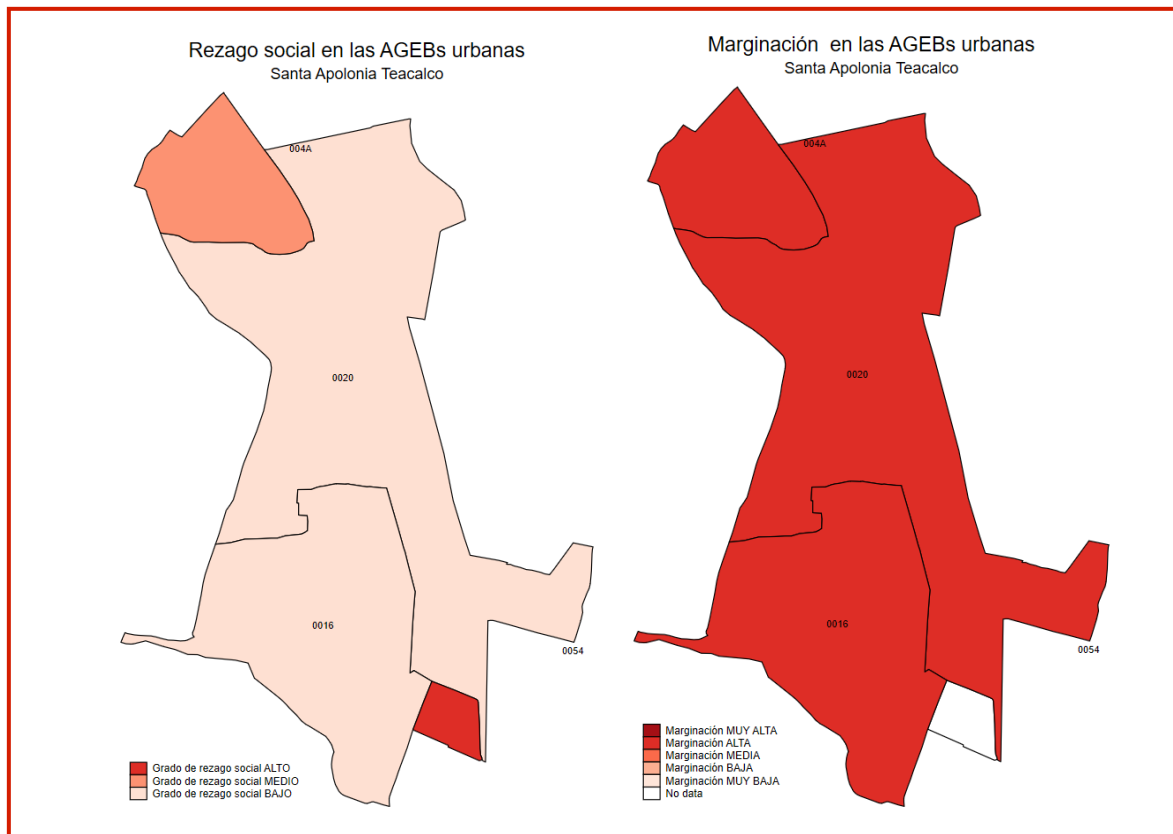 Rezago social en las AGEBs urbanas
Santa Apolonia Teacalco
004A
0020
0016
0054
Grado de rezago social ALTO
Grado de rezago social MEDIO
Grado de rezago social BAJO
Marginación en las AGEBs urbanas
Santa Apolonia Teacalco
004A
0020
0016
0054
Marginación MUY ALTA
Marginación ALTA
Marginación MEDIA
Marginación BAJA
Marginación MUY BAJA
No data